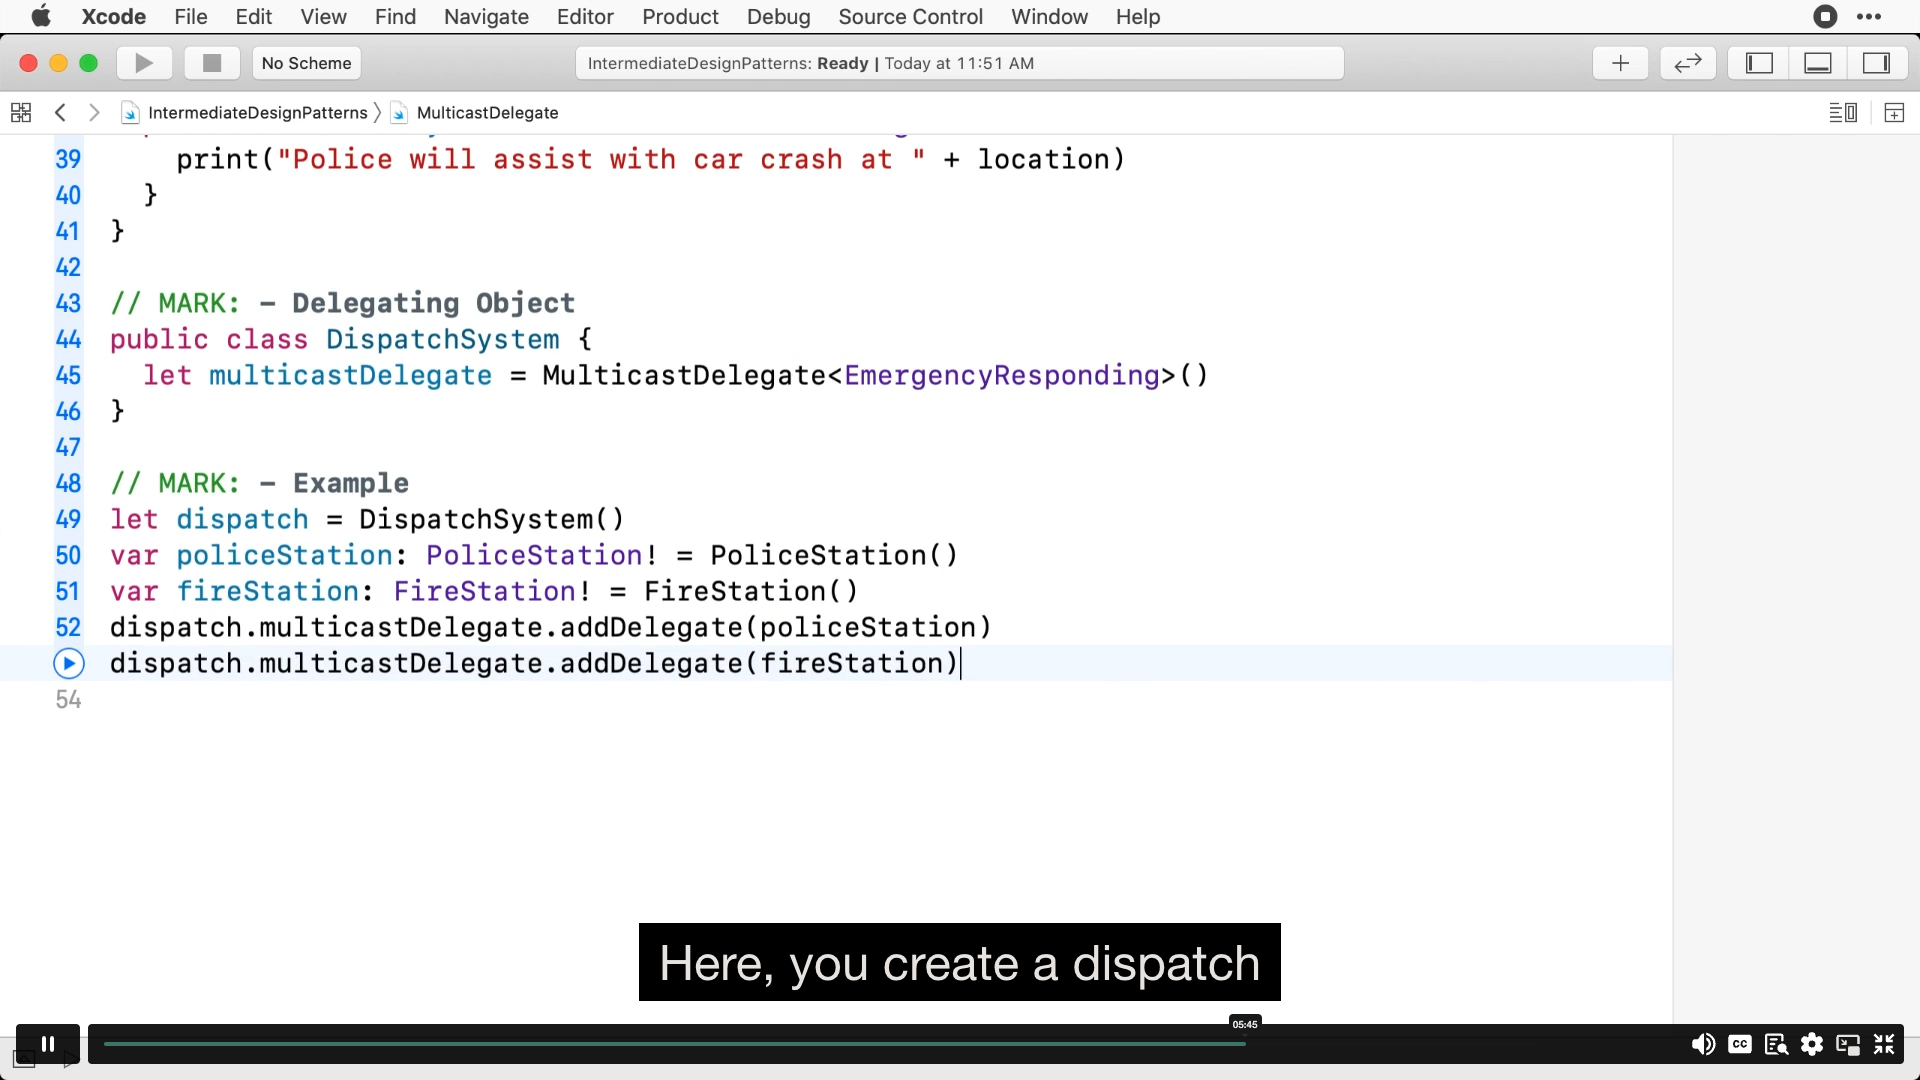 Xcode File Edit View Find Navigate Editor Product Debug Source Control Window Help
No Scheme
IntermediateDesignPatterns: Ready | Today at 11:51 AM
IntermediateDesignPatterns 〉 MulticastDelegate
39 print("Police will assist with car crash at " + location)
40 }
41 }
42
43 // MARK: - Delegating Object
44 public class DispatchSystem {
45 let multicastDelegate = MulticastDelegate<EmergencyResponding>()
46 }
47
48 // MARK: - Example
49 let dispatch = DispatchSystem()
50 var policeStation: PoliceStation! = PoliceStation()
51 var fireStation: FireStation! = FireStation()
52 dispatch.multicastDelegate.addDelegate(policeStation)
dispatch.multicastDelegate.addDelegate(fireStation)
54
Here, you create a dispatch
05:45
CC